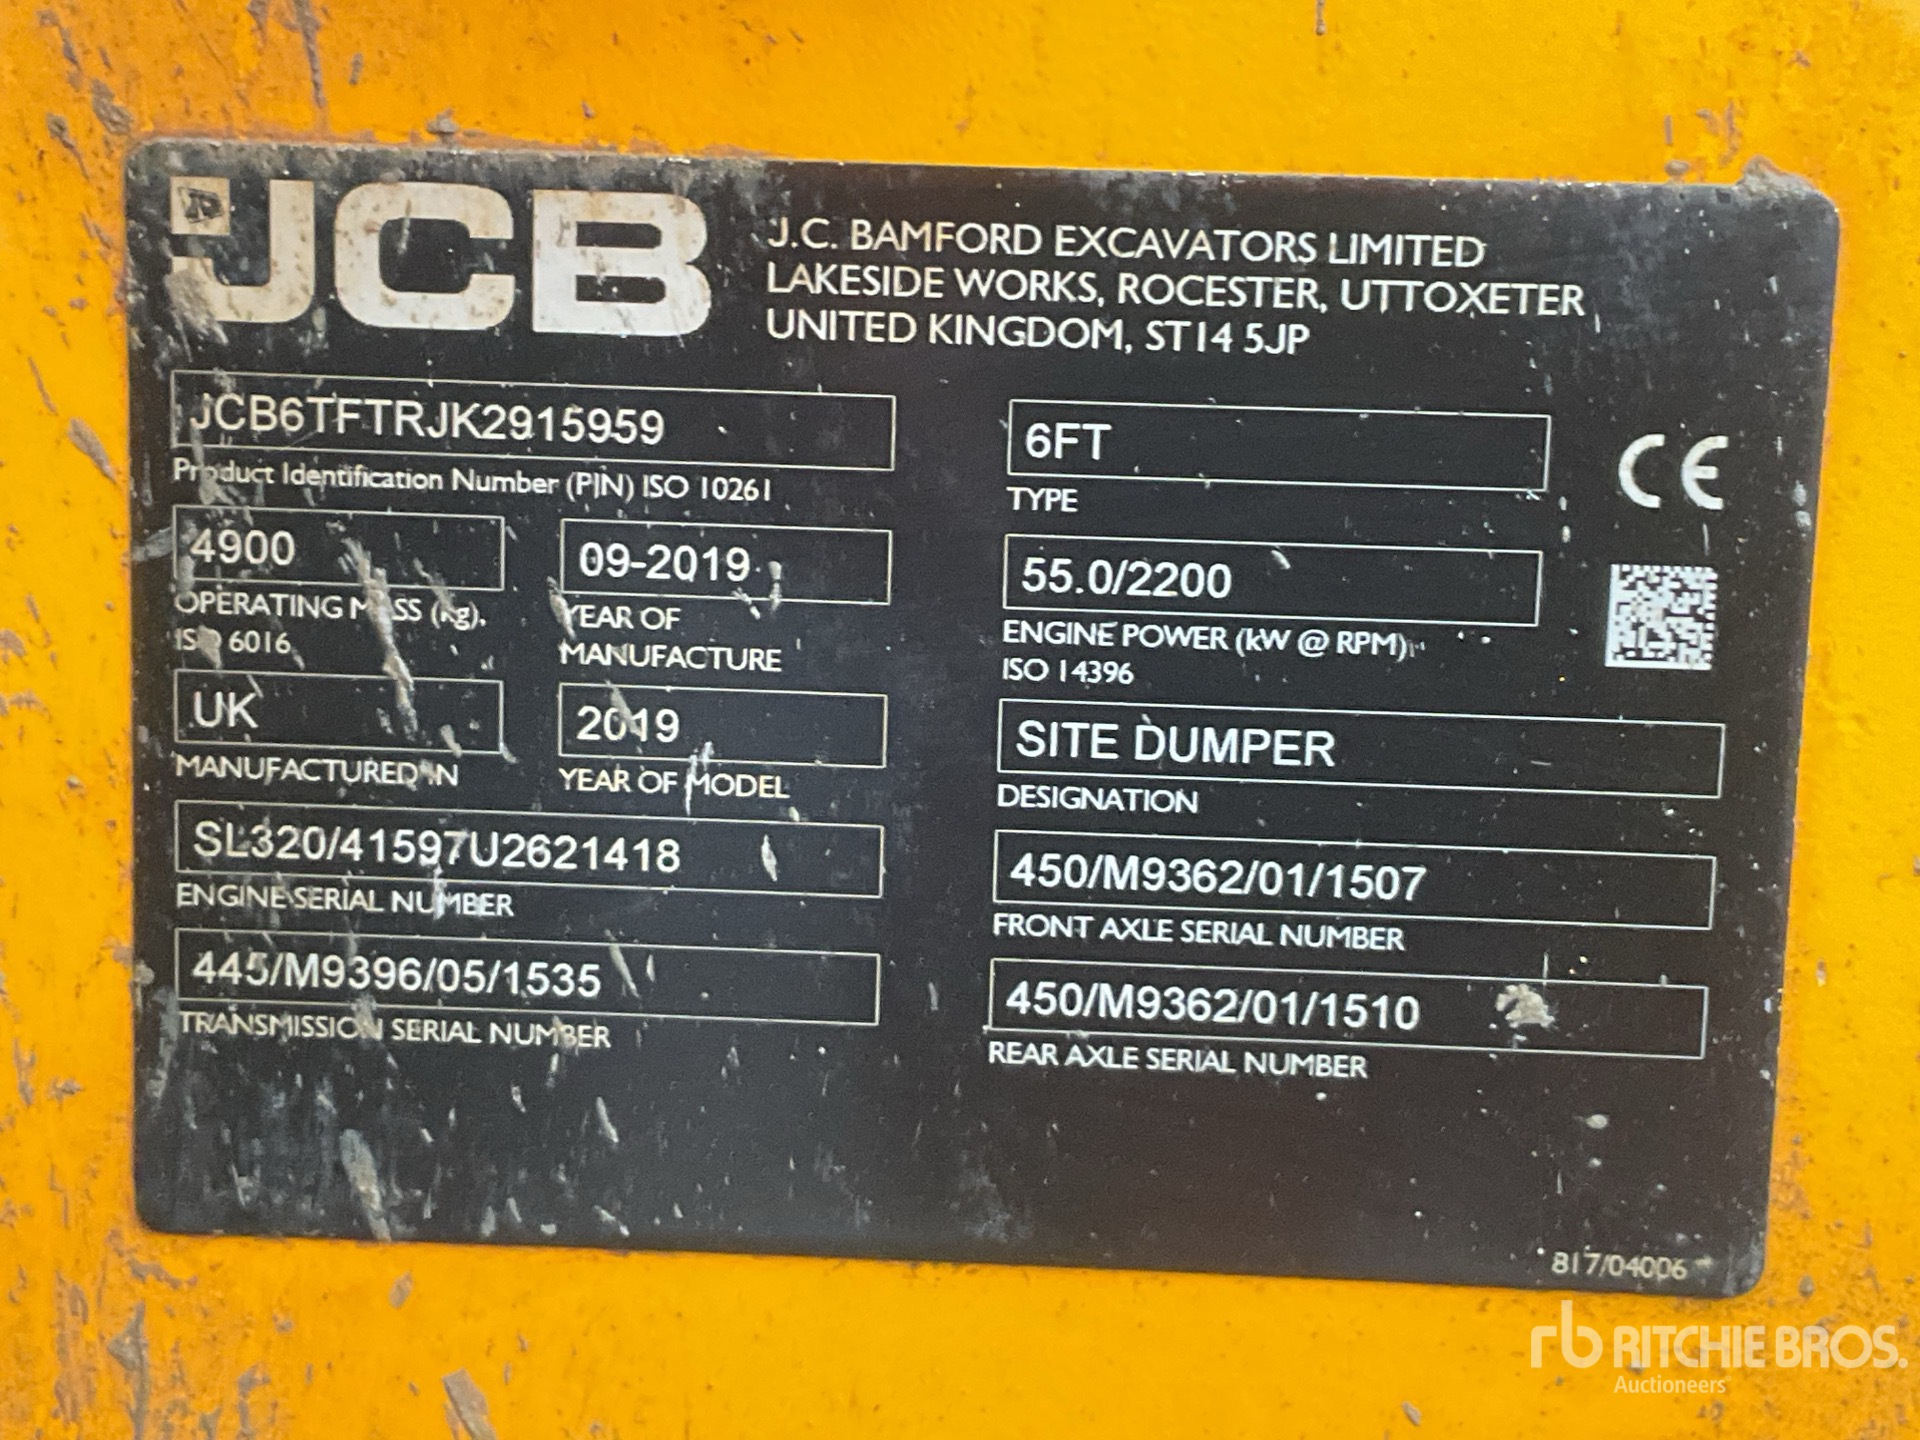 JCB
J.C. BAMFORD EXCAVATORS LIMITED
LAKESIDE WORKS, ROCESTER, UTTOXETER
UNITED KINGDOM, ST14 5JP
JCB6TFTRJK2915959
Product Identification Number (PIN) ISO 10261
6FT
TYPE
CE
4900
OPERATING MASS (kg),
ISO 6016
09-2019
YEAR OF
MANUFACTURE
55.0/2200
ENGINE POWER (kW @ RPM)
ISO 14396
UK
MANUFACTURED IN
2019
YEAR OF MODEL
SITE DUMPER
DESIGNATION
SL320/41597U2621418
ENGINE SERIAL NUMBER
450/M9362/01/1507
FRONT AXLE SERIAL NUMBER
445/M9396/05/1535
TRANSMISSION SERIAL NUMBER
450/M9362/01/1510
REAR AXLE SERIAL NUMBER
817/04006
rb RITCHIE BROS.
Auctioneers